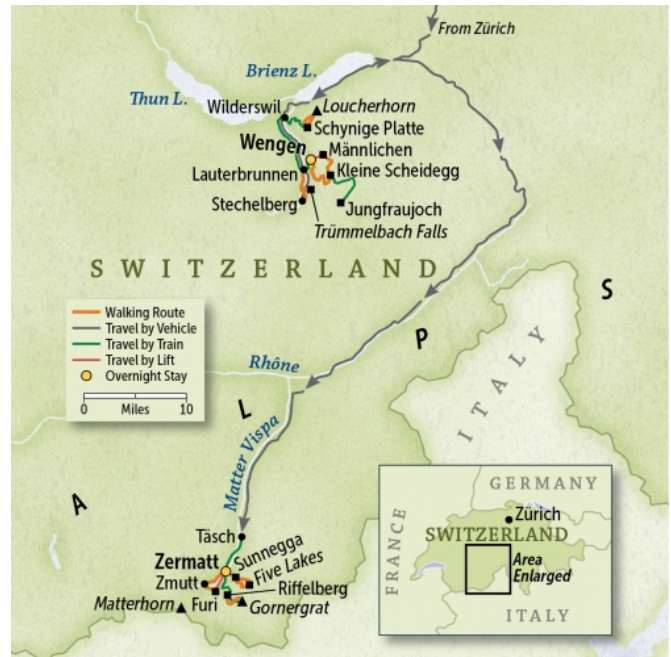 From Zürich
Brienz L.
Thun L.
Wilderswil
Loucherhorn
Schynige Platte
Wengen
Männlichen
Lauterbrunnen
Kleine Scheidegg
Stechelberg
Jungfraujoch
Trümmelbach Falls
SWITZERLAND
Walking Route
Travel by Vehicle
Travel by Train
Travel by Lift
Overnight Stay
0 Miles 10
ALPS
ITALY
Rhône
Matter Vispa
Täsch
Zermatt
Sunnegga
Five Lakes
Zmutt
Riffelberg
Matterhorn
Furi
Gornergrat
GERMANY
Zürich
FRANCE
SWITZERLAND
Area
Enlarged
ITALY